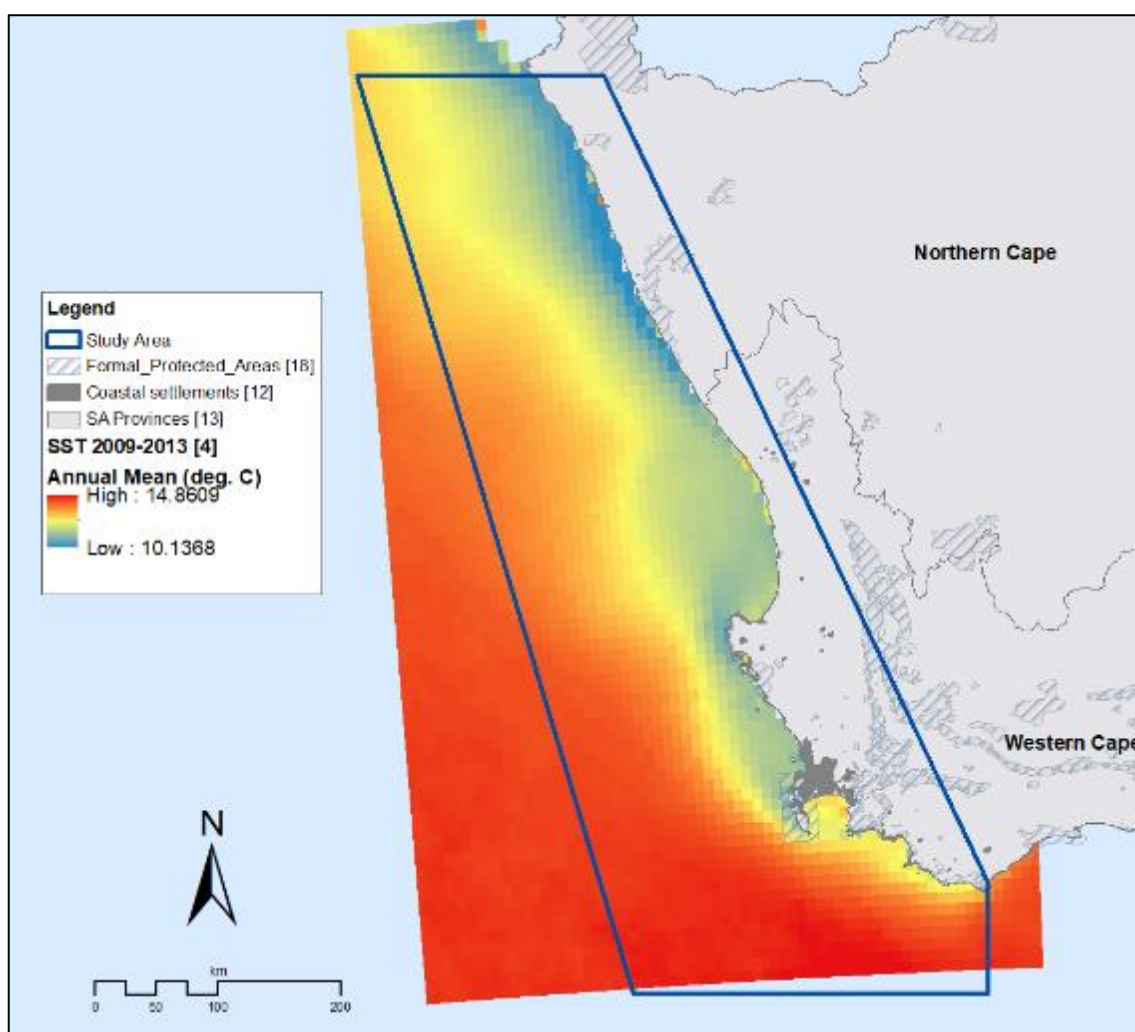 Northern Cape
Legend
Study Area
Formal_Protected_Areas [18]
Coastal settlements [12]
SA Provinces [13]
SST 2009-2013 [4]
Annual Mean (deg. C)
High : 14.8609
Low : 10.1368
Western Cape
N
km
0 50 100 200